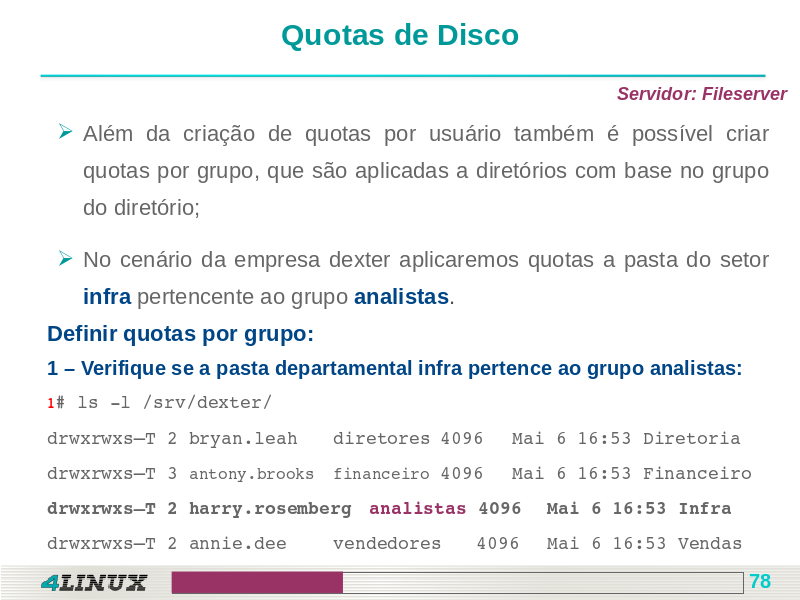 Quotas de Disco
Servidor: Fileserver
Além da criação de quotas por usuário também é possível criar
quotas por grupo, que são aplicadas a diretórios com base no grupo
do diretório;
No cenário da empresa dexter aplicaremos quotas a pasta do setor
infra pertencente ao grupo analistas.
Definir quotas por grupo:
1 – Verifique se a pasta departamental infra pertence ao grupo analistas:
1# ls –l /srv/dexter/
drwxrwxs–T 2 bryan.leah diretores 4096 Mai 6 16:53 Diretoria
drwxrwxs–T 3 antony.brooks financeiro 4096 Mai 6 16:53 Financeiro
drwxrwxs–T 2 harry.rosemberg analistas 4096 Mai 6 16:53 Infra
drwxrwxs–T 2 annie.dee vendedores 4096 Mai 6 16:53 Vendas
4LINUX
78